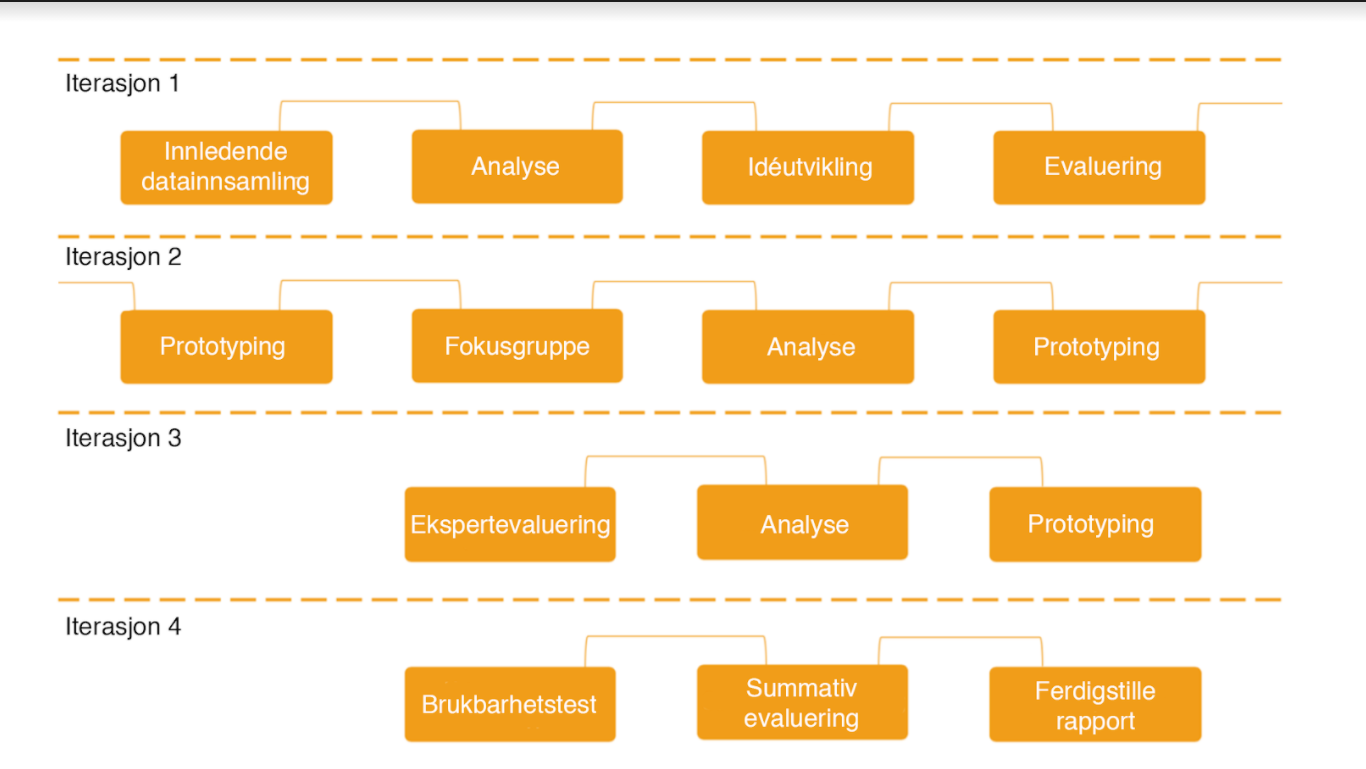 Iterasjon 1
Innledende
datainnsamling
Analyse
Idéutvikling
Evaluering
Iterasjon 2
Prototyping
Fokusgruppe
Analyse
Prototyping
Iterasjon 3
Ekspertevaluering
Analyse
Prototyping
Iterasjon 4
Brukbarhetstest
Summativ
evaluering
Ferdigstille
rapport